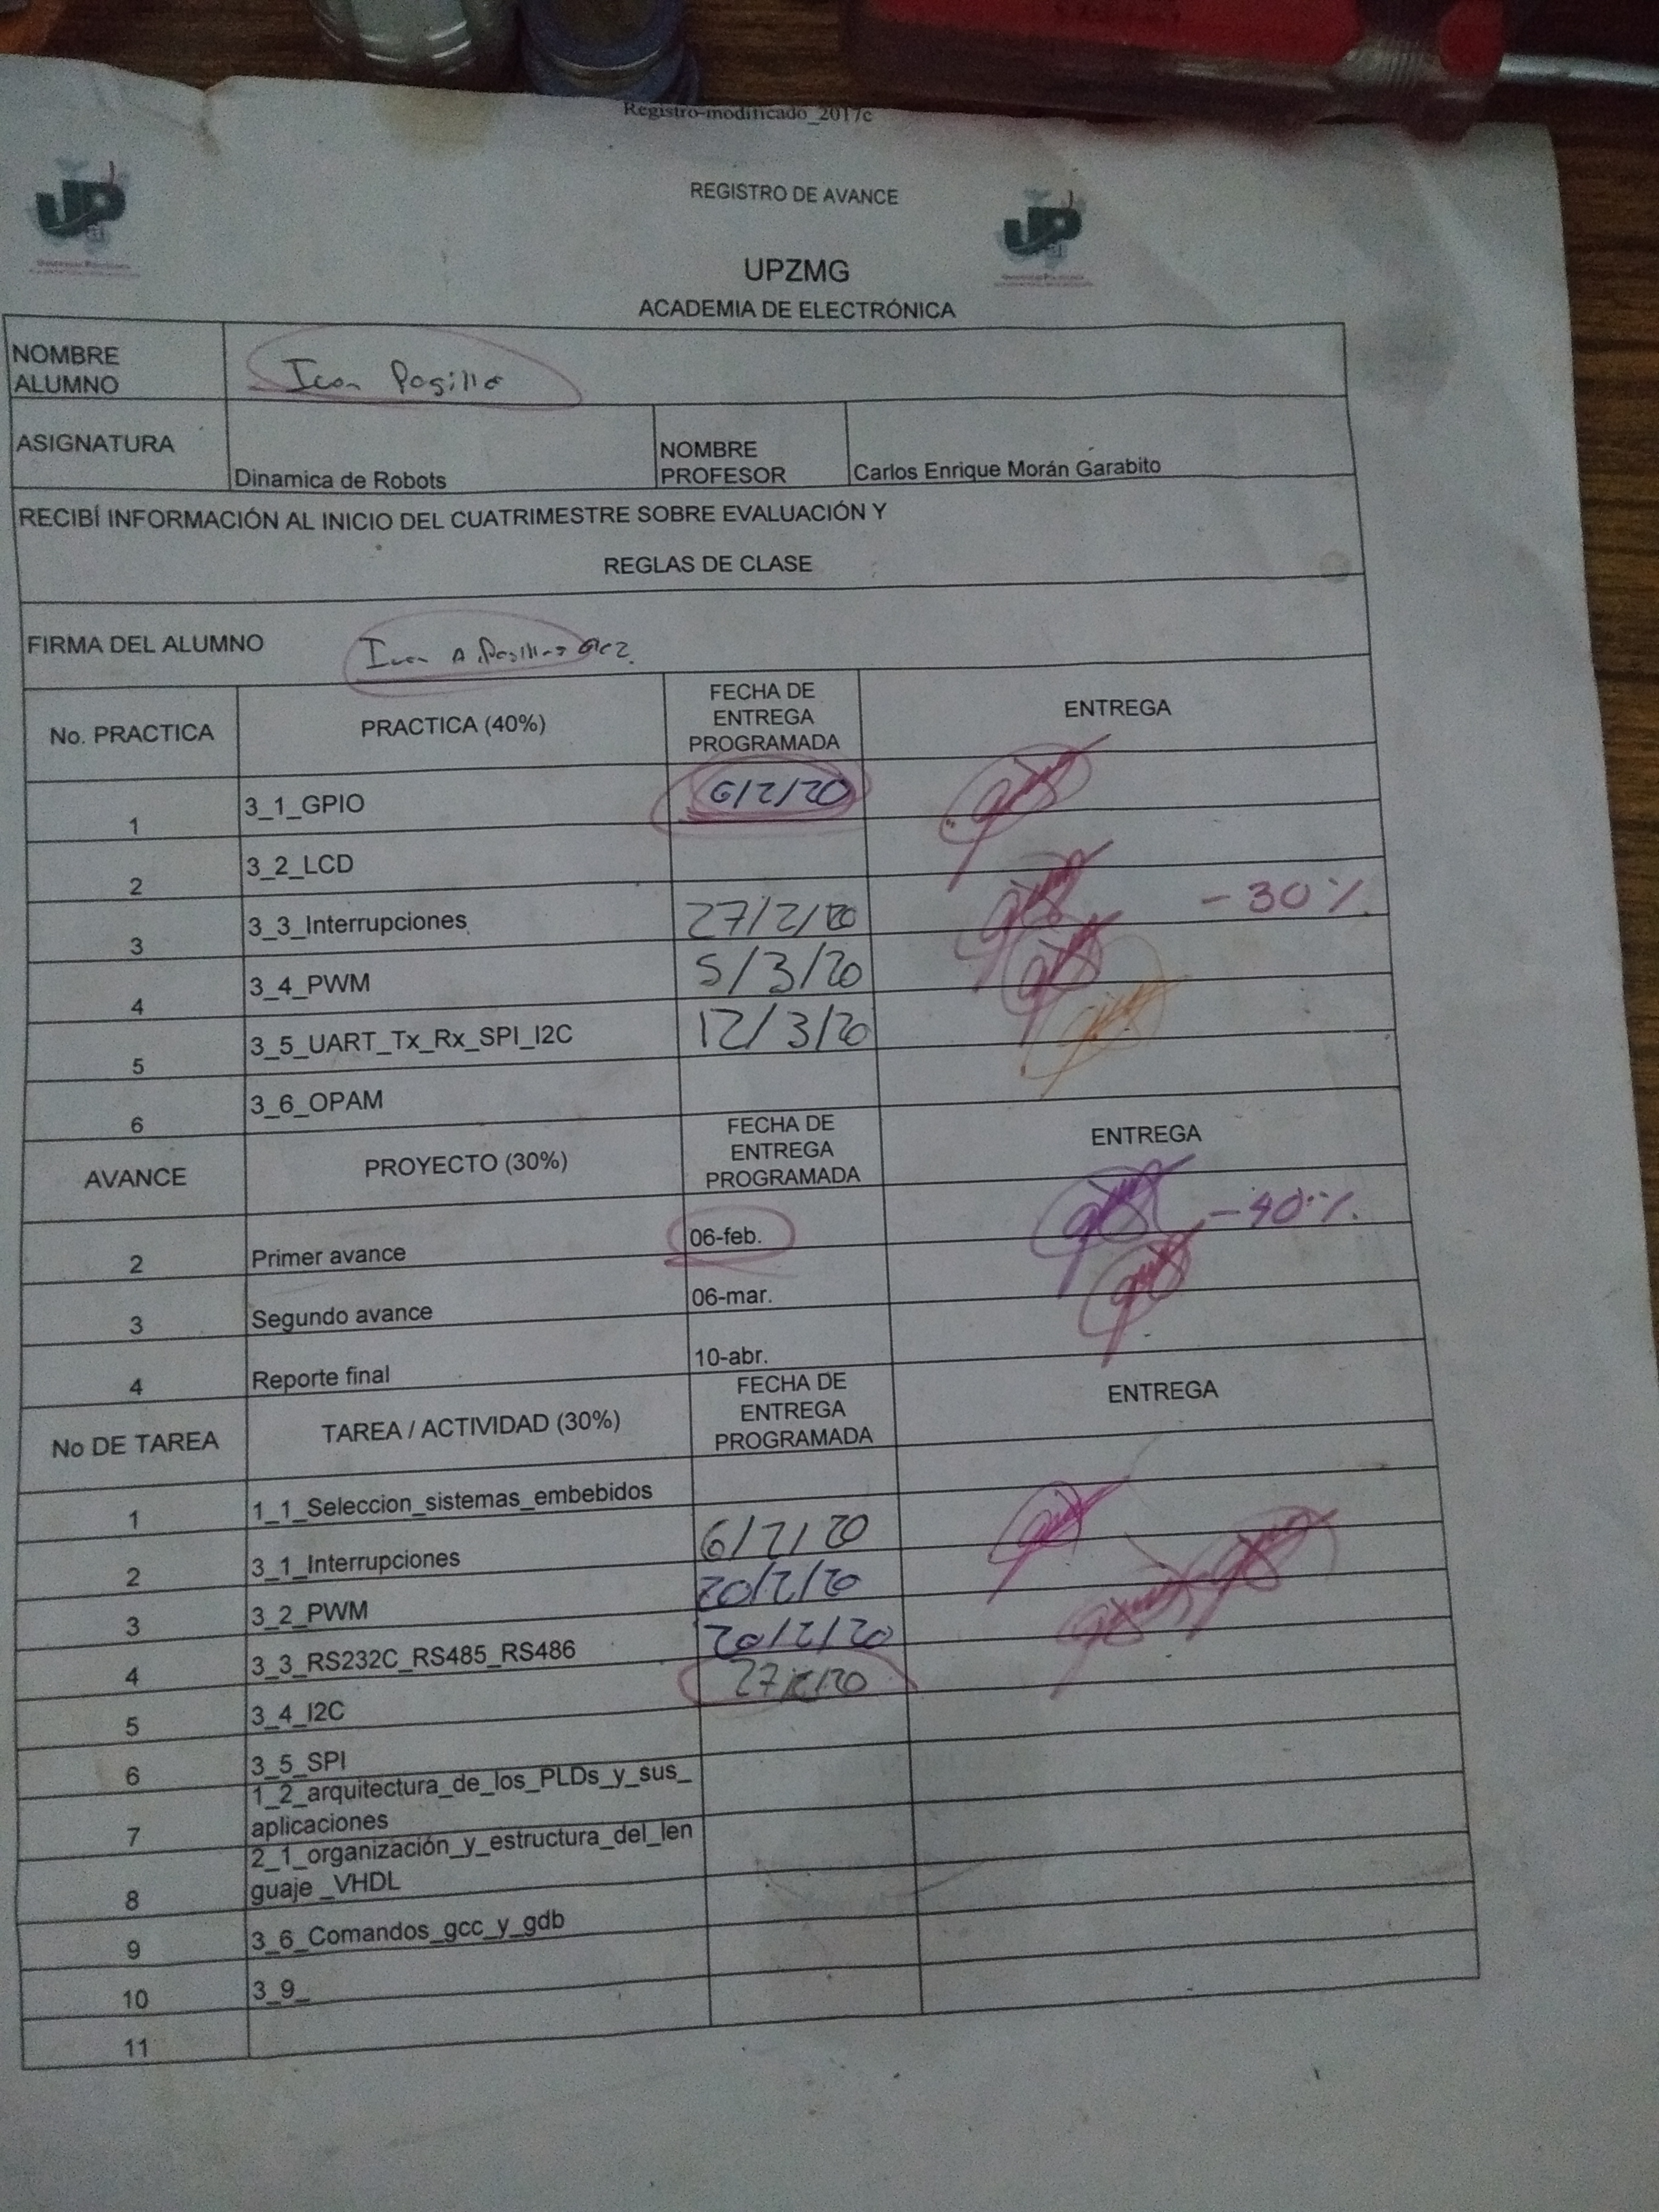 Registro-modificado_2017c
REGISTRO DE AVANCE
UPZMG
ACADEMIA DE ELECTRÓNICA
NOMBRE
ALUMNO
ASIGNATURA
Dinamica de Robots
NOMBRE
PROFESOR
Carlos Enrique Morán Garabito
RECIBÍ INFORMACIÓN AL INICIO DEL CUATRIMESTRE SOBRE EVALUACIÓN Y
REGLAS DE CLASE
FIRMA DEL ALUMNO
No. PRACTICA
PRACTICA (40%)
FECHA DE
ENTREGA
PROGRAMADA
ENTREGA
1 3_1_GPIO 6/2/20
2 3_2_LCD
3 3_3_Interrupciones 27/2/20 -30%
4 3_4_PWM 5/3/20
5 3_5_UART_Tx_Rx_SPI_I2C 12/3/20
6 3_6_OPAM
AVANCE
PROYECTO (30%)
FECHA DE
ENTREGA
PROGRAMADA
ENTREGA
2 Primer avance 06-feb. -40%
3 Segundo avance 06-mar.
4 Reporte final 10-abr.
No DE TAREA
TAREA / ACTIVIDAD (30%)
FECHA DE
ENTREGA
PROGRAMADA
ENTREGA
1 1_1_Seleccion_sistemas_embebidos
2 3_1_Interrupciones 6/2/20
3 3_2_PWM 20/2/20
4 3_3_RS232C_RS485_RS486 20/2/20
5 3_4_I2C 27/2/20
6 3_5_SPI
7 1_2_arquitectura_de_los_PLDs_y_sus_
aplicaciones
8 2_1_organización_y_estructura_del_len
guaje _VHDL
9 3_6_Comandos_gcc_y_gdb
10 3_9_
11